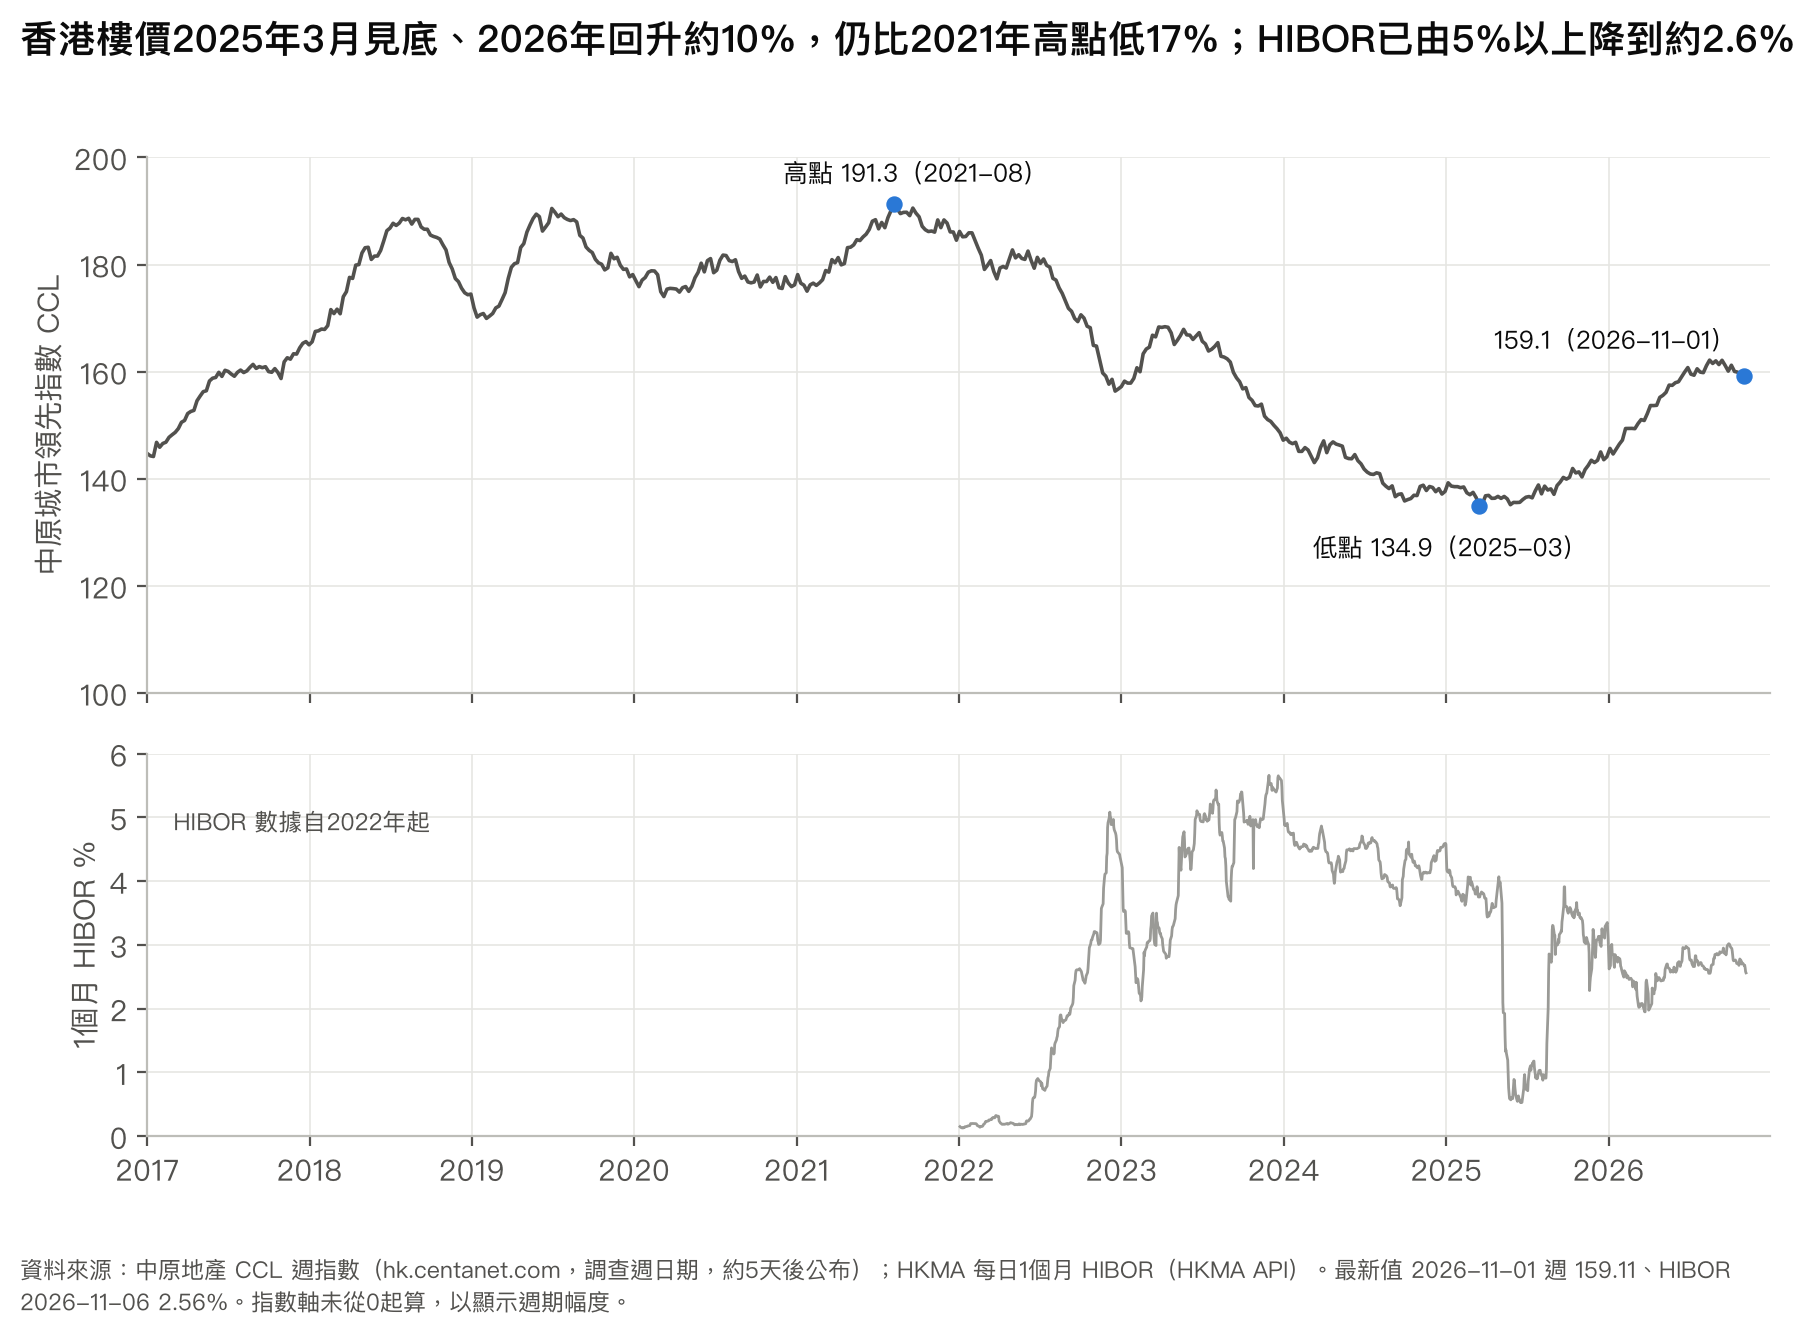 香港樓價2025年3月見底、2026年回升約10%，仍比2021年高點低17%；HIBOR已由5%以上降到約2.6%
200
180
160
140
120
100
中原城市領先指數 CCL
高點 191.3（2021–08）
159.1（2026–11–01）
低點 134.9（2025–03）
6
5
4
3
2
1
0
1個月 HIBOR %
HIBOR 數據自2022年起
2017 2018 2019 2020 2021 2022 2023 2024 2025 2026
資料來源：中原地產 CCL 週指數（hk.centanet.com，調查週日期，約5天後公布）；HKMA 每日1個月 HIBOR（HKMA API）。最新值 2026–11–01 週 159.11、HIBOR
2026–11–06 2.56%。指數軸未從0起算，以顯示週期幅度。